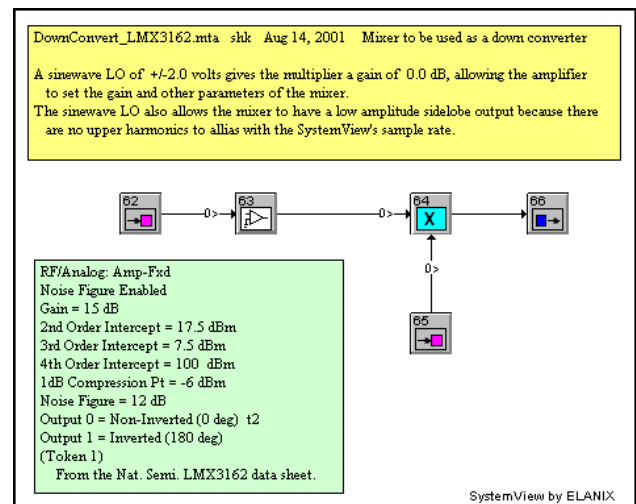 DownConvert_LMX3162.mta shk Aug 14, 2001 Mixer to be used as a down converter
A sinewave LO of +/-2.0 volts gives the multiplier a gain of 0.0 dB, allowing the amplifier
to set the gain and other parameters of the mixer.
The sinewave LO also allows the mixer to have a low amplitude sidelobe output because there
are no upper harmonics to allias with the SystemView's sample rate.
62
63
64
66
0>
0>
X
0>
65
RF/Analog: Amp-Fxd
Noise Figure Enabled
Gain = 15 dB
2nd Order Intercept = 17.5 dBm
3rd Order Intercept = 7.5 dBm
4th Order Intercept = 100 dBm
1dB Compression Pt = -6 dBm
Noise Figure = 12 dB
Output 0 = Non-Inverted (0 deg) t2
Output 1 = Inverted (180 deg)
(Token 1)
From the Nat. Semi. LMX3162 data sheet.
SystemView by ELANIX